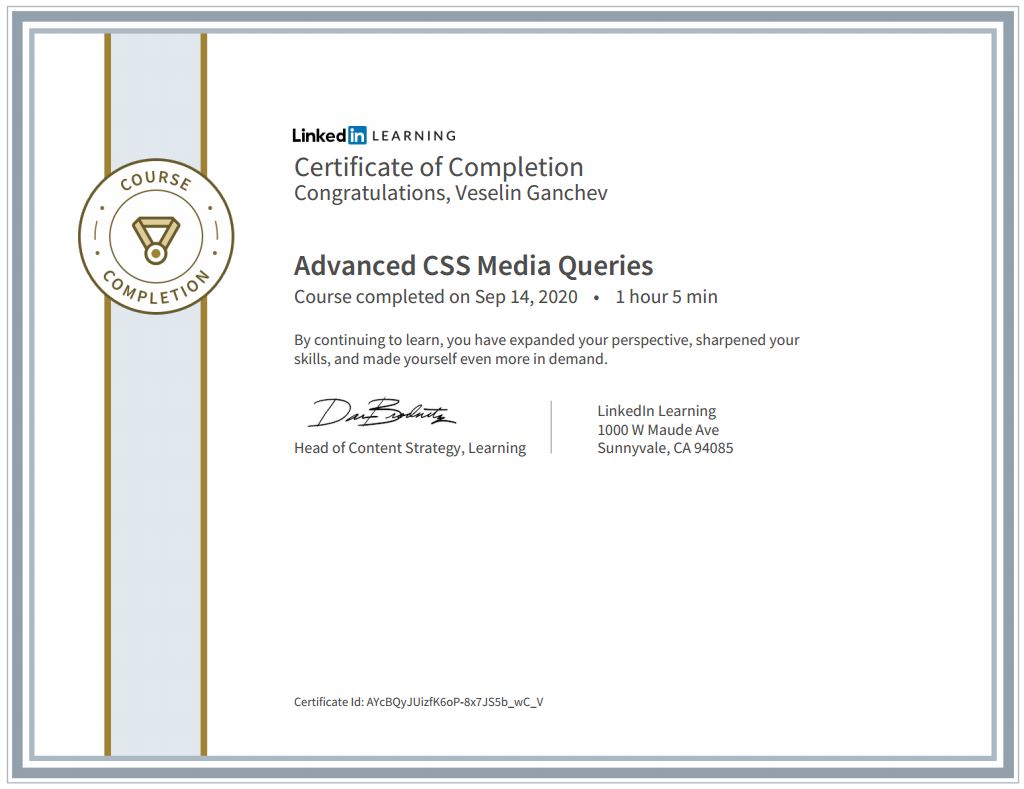 COURSE
COMPLETION
Linked in LEARNING
Certificate of Completion
Congratulations, Veselin Ganchev
Advanced CSS Media Queries
Course completed on Sep 14, 2020 • 1 hour 5 min
By continuing to learn, you have expanded your perspective, sharpened your
skills, and made yourself even more in demand.
Head of Content Strategy, Learning
LinkedIn Learning
1000 W Maude Ave
Sunnyvale, CA 94085
Certificate Id: AYcBQyJUizfK6oP-8x7JS5b_wC_V